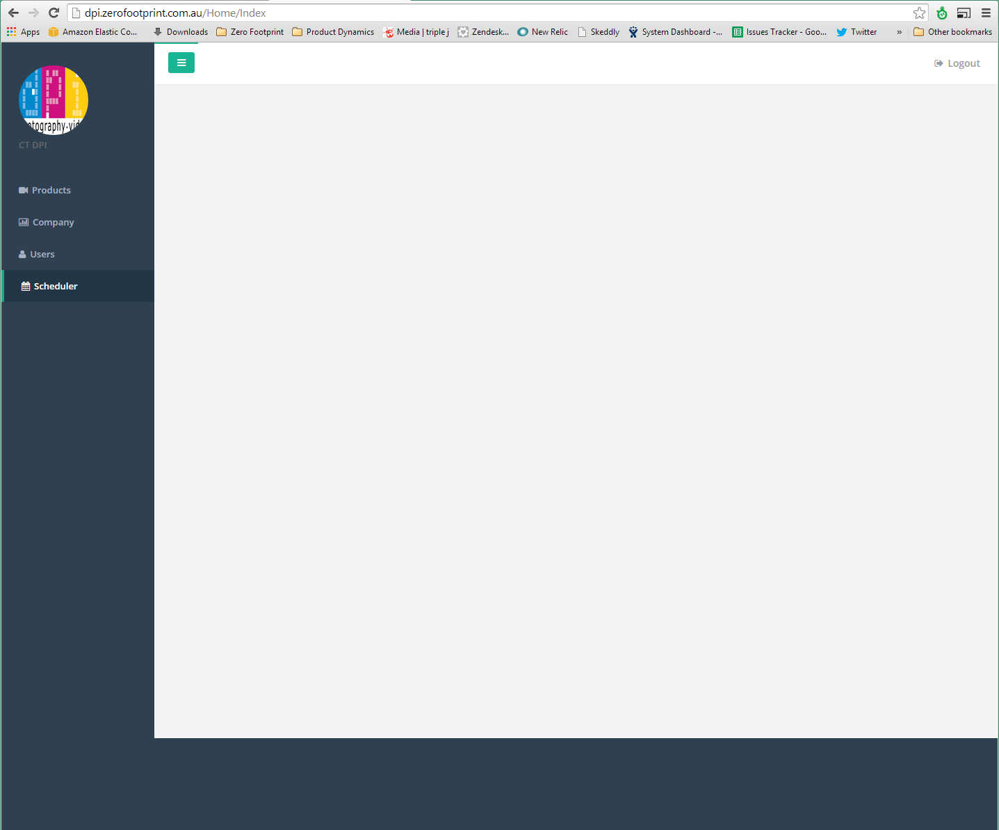 dpi.zerofootprint.com.au/Home/Index
Apps Amazon Elastic Co... Downloads Zero Footprint Product Dynamics Media | triple j Zendesk... New Relic Skeddly System Dashboard -... Issues Tracker - Goo... Twitter » Other bookmarks
Logout
dpi
otography·vid
CT DPI
Products
Company
Users
Scheduler